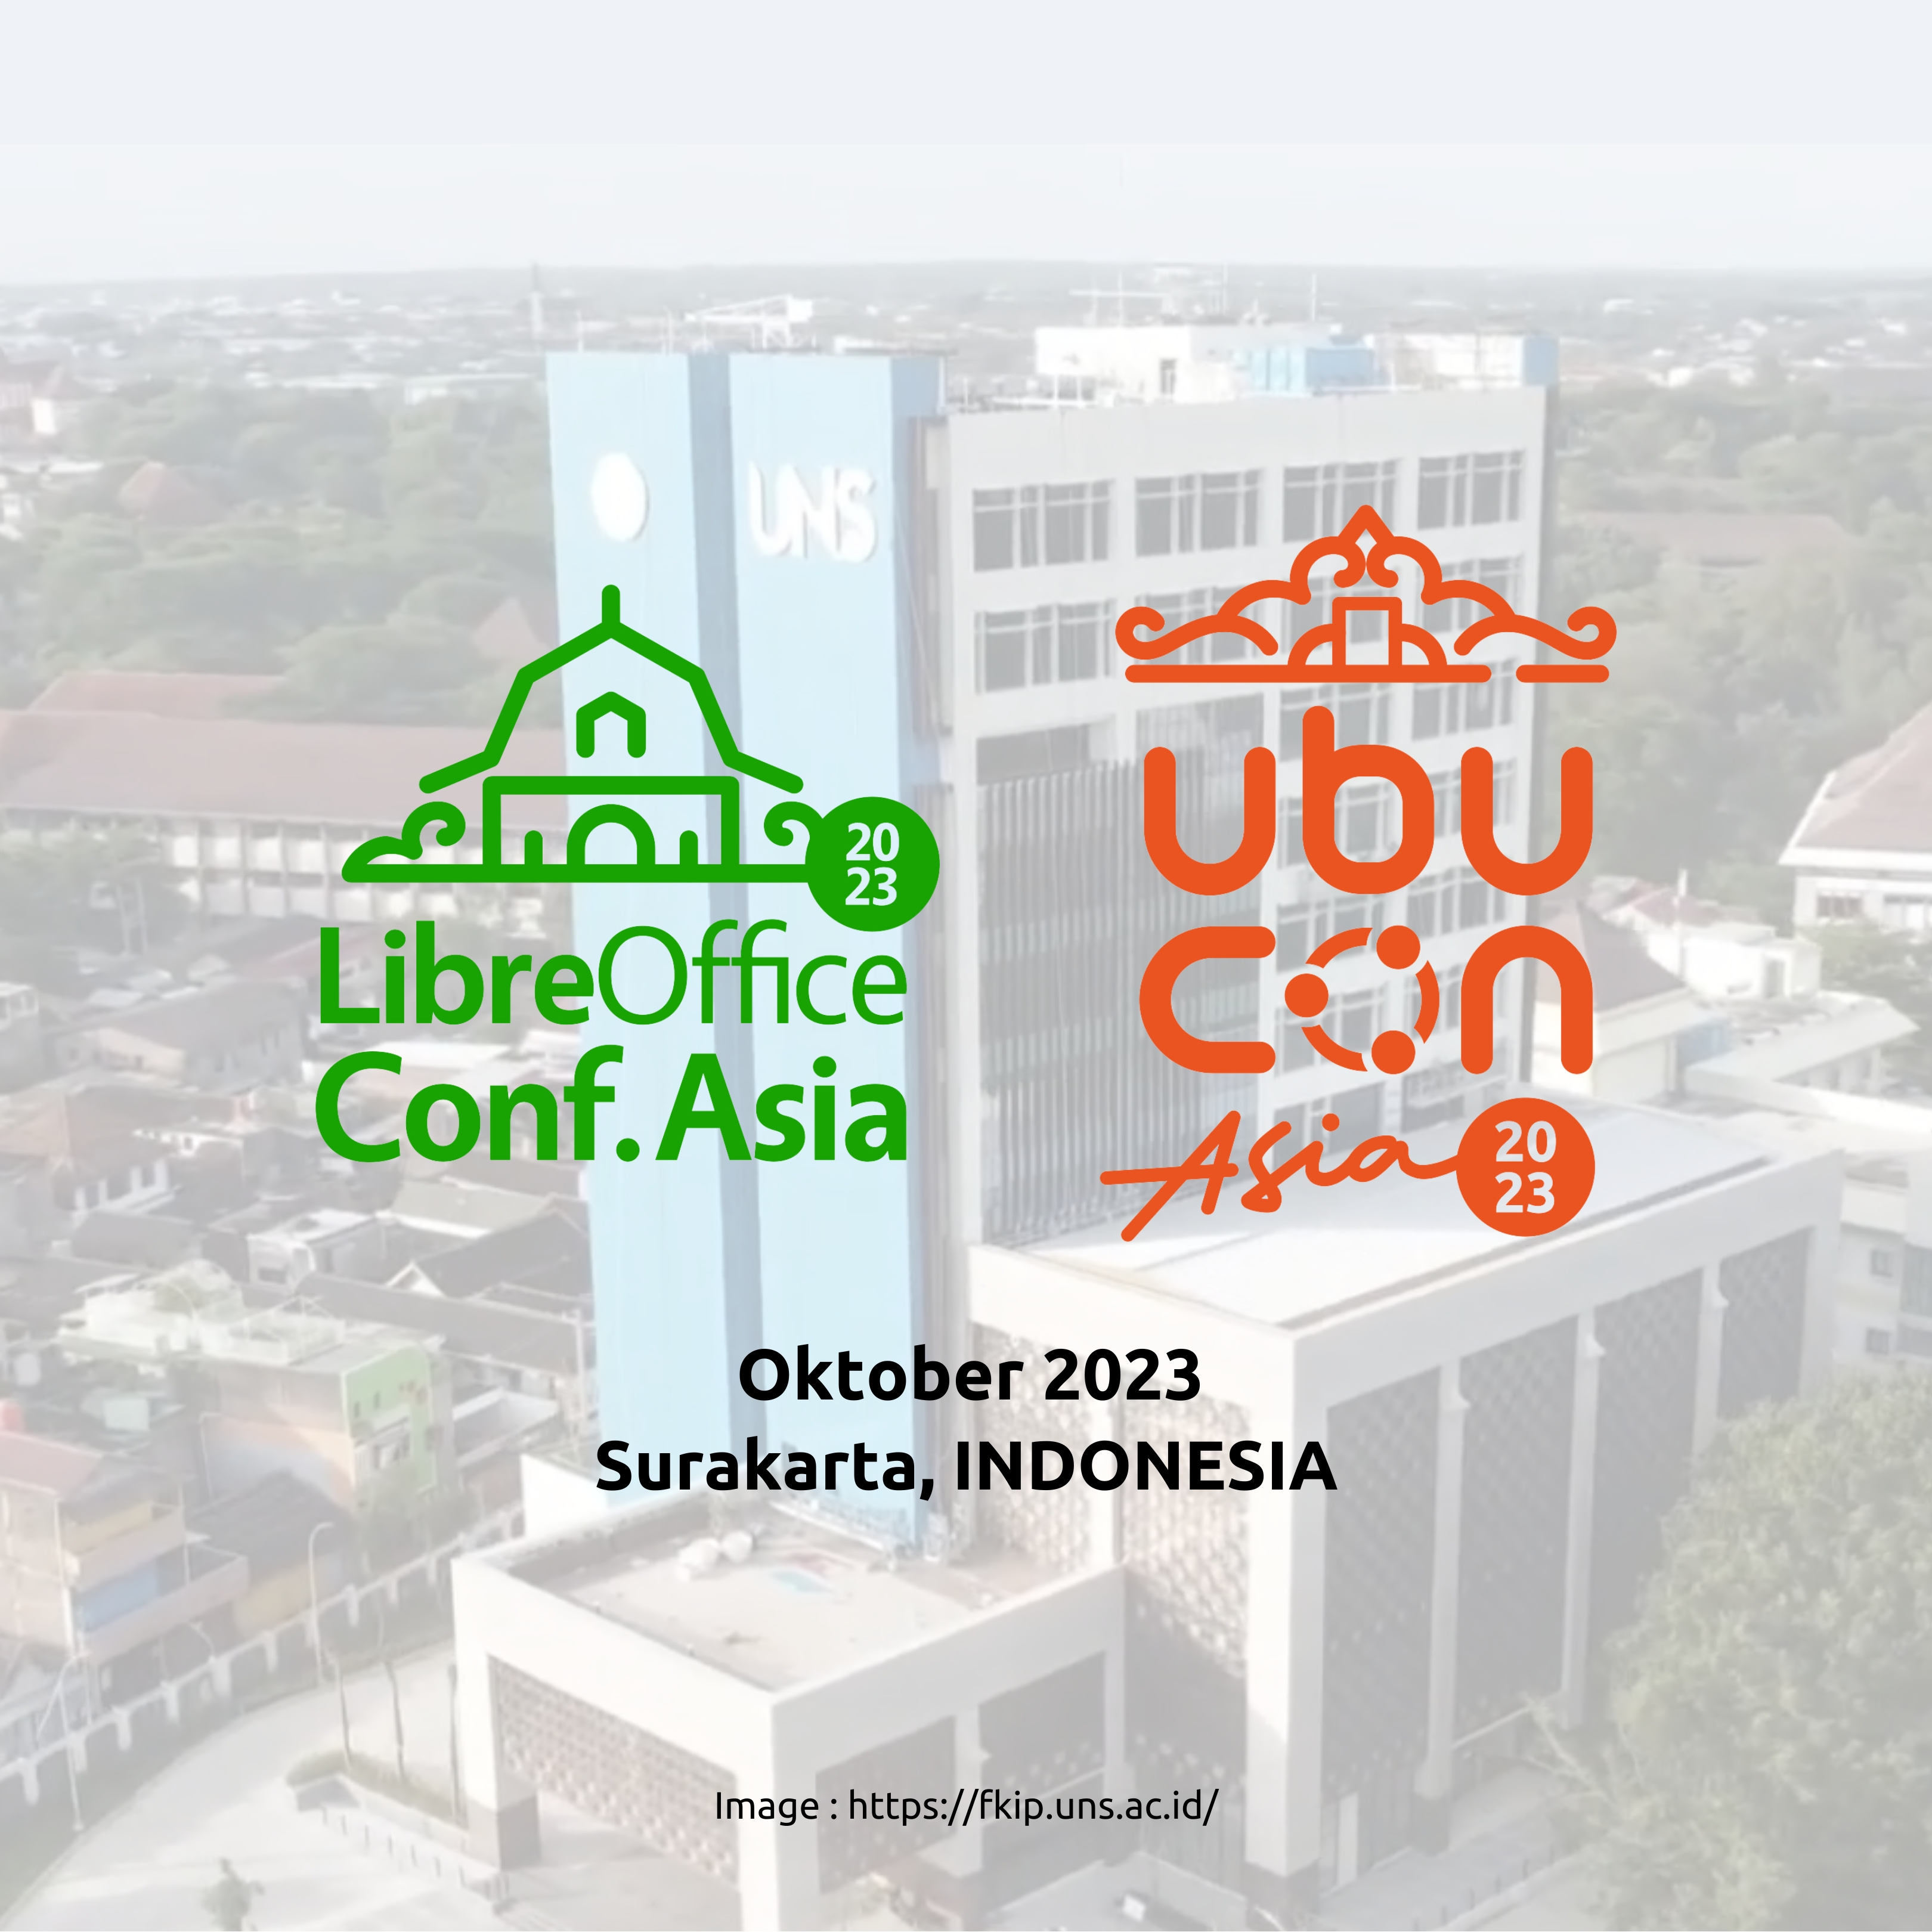 UNS
20
23
LibreOffice
Conf.Asia
ubu
con
Asia
20
23
Oktober 2023
Surakarta, INDONESIA
Image : https://fkip.uns.ac.id/